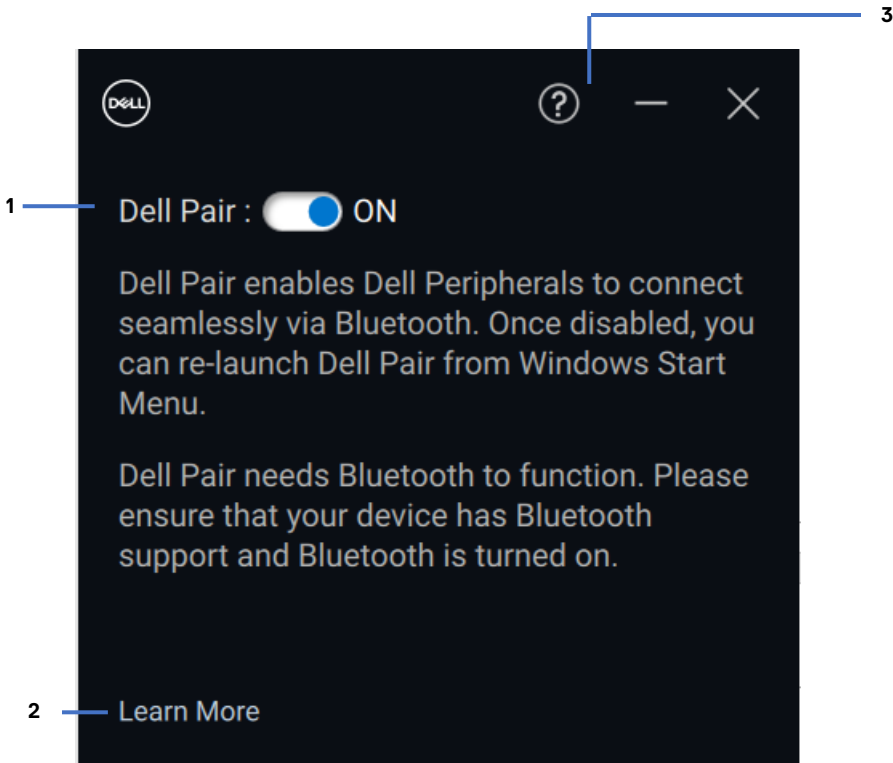 3
DELL
?
1
Dell Pair : ON
Dell Pair enables Dell Peripherals to connect
seamlessly via Bluetooth. Once disabled, you
can re-launch Dell Pair from Windows Start
Menu.
Dell Pair needs Bluetooth to function. Please
ensure that your device has Bluetooth
support and Bluetooth is turned on.
2
Learn More